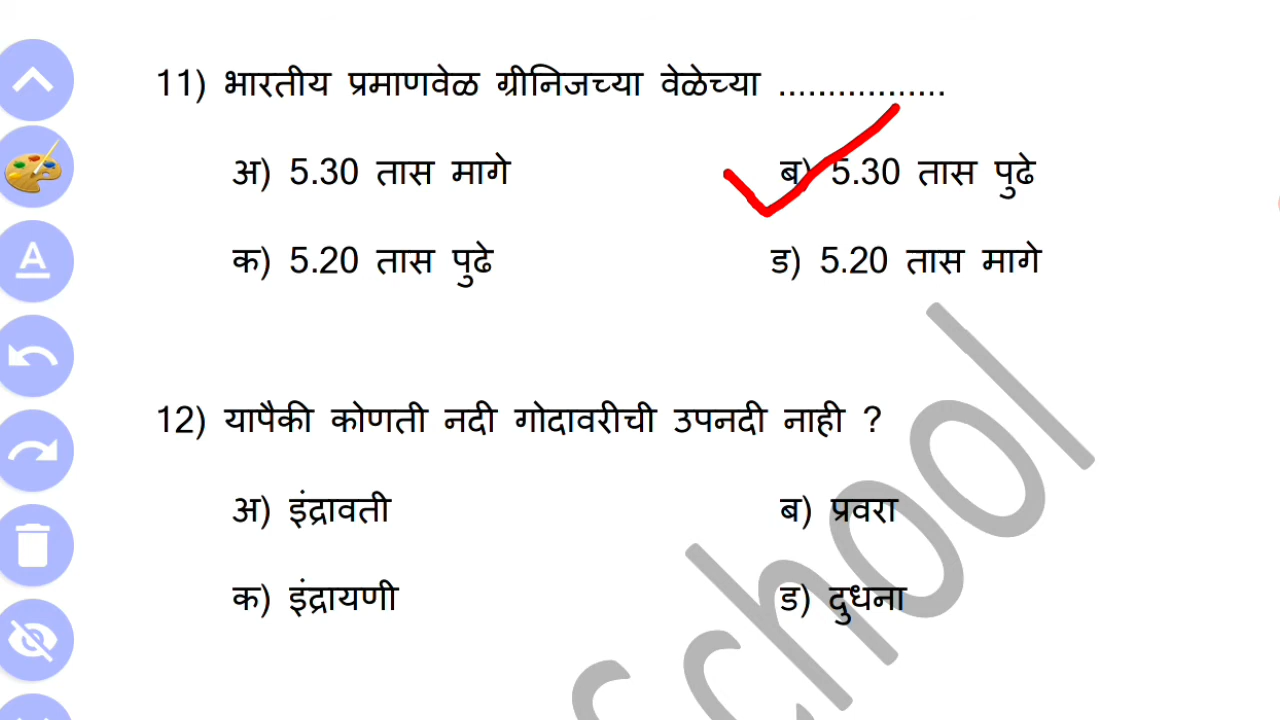 11) भारतीय प्रमाणवेळ ग्रीनिजच्या वेळेच्या .................
अ) 5.30 तास मागे ब) 5.30 तास पुढे
क) 5.20 तास पुढे ड) 5.20 तास मागे
12) यापैकी कोणती नदी गोदावरीची उपनदी नाही ?
अ) इंद्रावती ब) प्रवरा
क) इंद्रायणी ड) दुधना
School